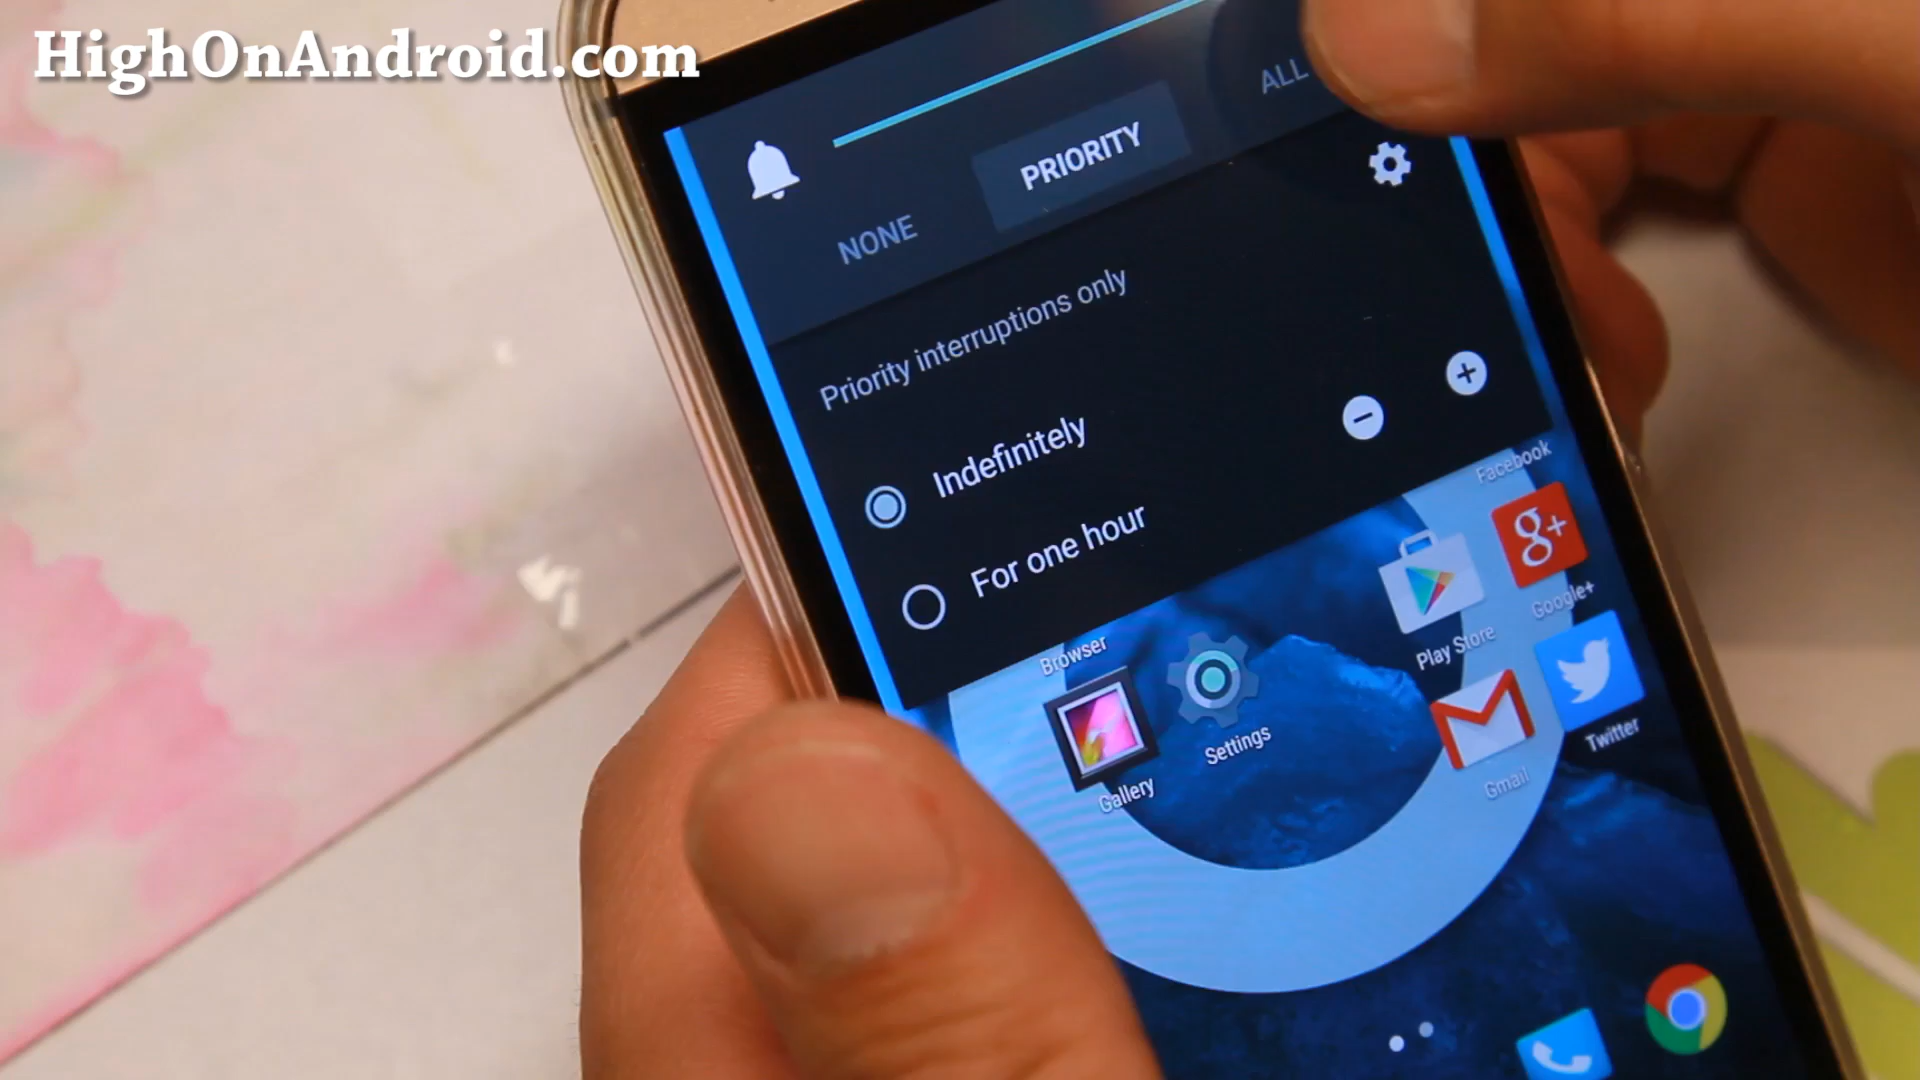 HighOnAndroid.com
NONE
PRIORITY
ALL
Priority interruptions only
Indefinitely
For one hour
Facebook
Browser
Play Store
g+
Google+
Gallery
Settings
Gmail
Twitter